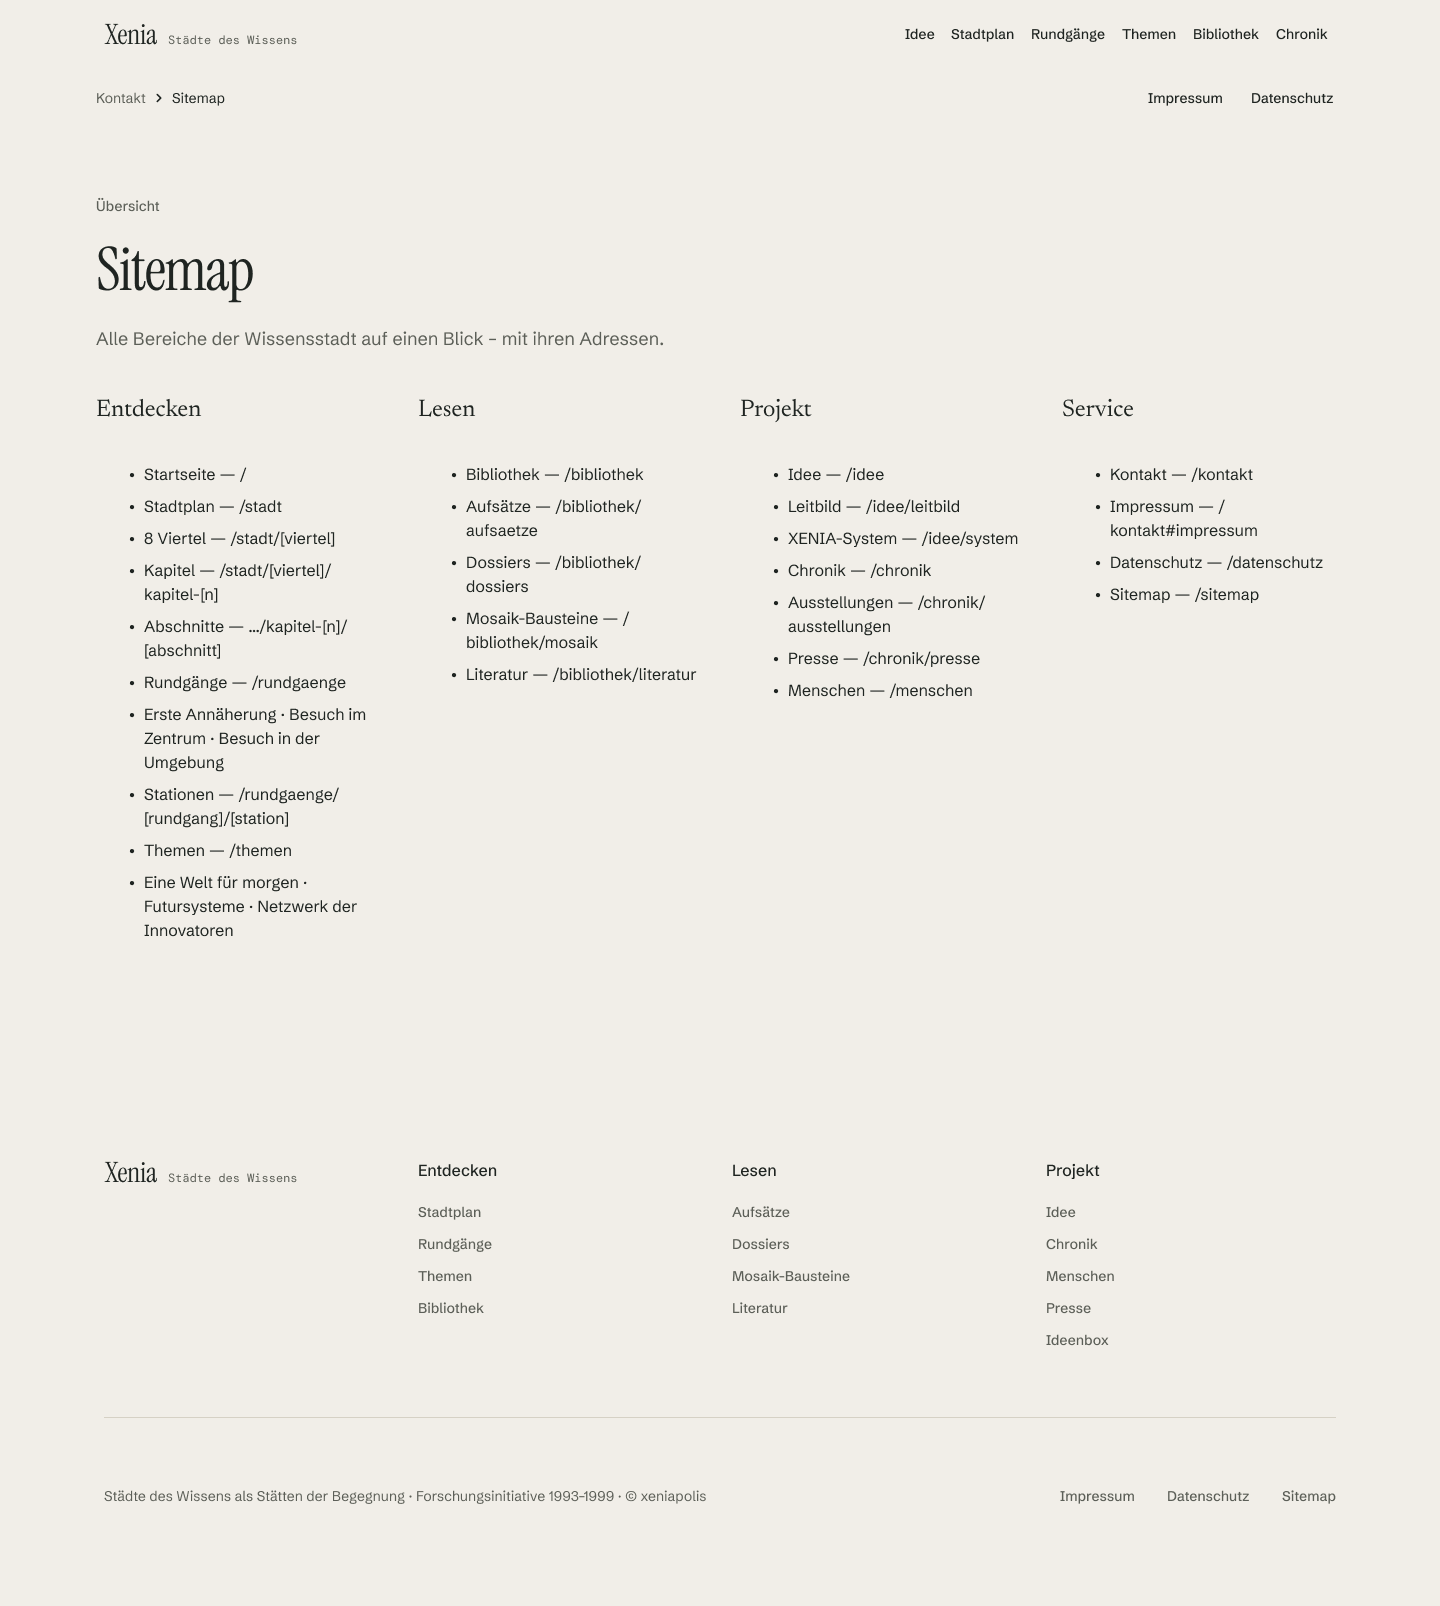 Xenia Städte des Wissens
Idee Stadtplan Rundgänge Themen Bibliothek Chronik
Kontakt > Sitemap
Impressum Datenschutz
Übersicht
Sitemap
Alle Bereiche der Wissensstadt auf einen Blick – mit ihren Adressen.
Entdecken
• Startseite — /
• Stadtplan — /stadt
• 8 Viertel — /stadt/[viertel]
• Kapitel — /stadt/[viertel]/
kapitel-[n]
• Abschnitte — …/kapitel-[n]/
[abschnitt]
• Rundgänge — /rundgaenge
• Erste Annäherung · Besuch im
Zentrum · Besuch in der
Umgebung
• Stationen — /rundgaenge/
[rundgang]/[station]
• Themen — /themen
• Eine Welt für morgen ·
Futursysteme · Netzwerk der
Innovatoren
Lesen
• Bibliothek — /bibliothek
• Aufsätze — /bibliothek/
aufsaetze
• Dossiers — /bibliothek/
dossiers
• Mosaik-Bausteine — /
bibliothek/mosaik
• Literatur — /bibliothek/literatur
Projekt
• Idee — /idee
• Leitbild — /idee/leitbild
• XENIA-System — /idee/system
• Chronik — /chronik
• Ausstellungen — /chronik/
ausstellungen
• Presse — /chronik/presse
• Menschen — /menschen
Service
• Kontakt — /kontakt
• Impressum — /
kontakt#impressum
• Datenschutz — /datenschutz
• Sitemap — /sitemap
Xenia Städte des Wissens
Entdecken
Stadtplan
Rundgänge
Themen
Bibliothek
Lesen
Aufsätze
Dossiers
Mosaik-Bausteine
Literatur
Projekt
Idee
Chronik
Menschen
Presse
Ideenbox
Städte des Wissens als Stätten der Begegnung · Forschungsinitiative 1993–1999 · © xeniapolis
Impressum Datenschutz Sitemap